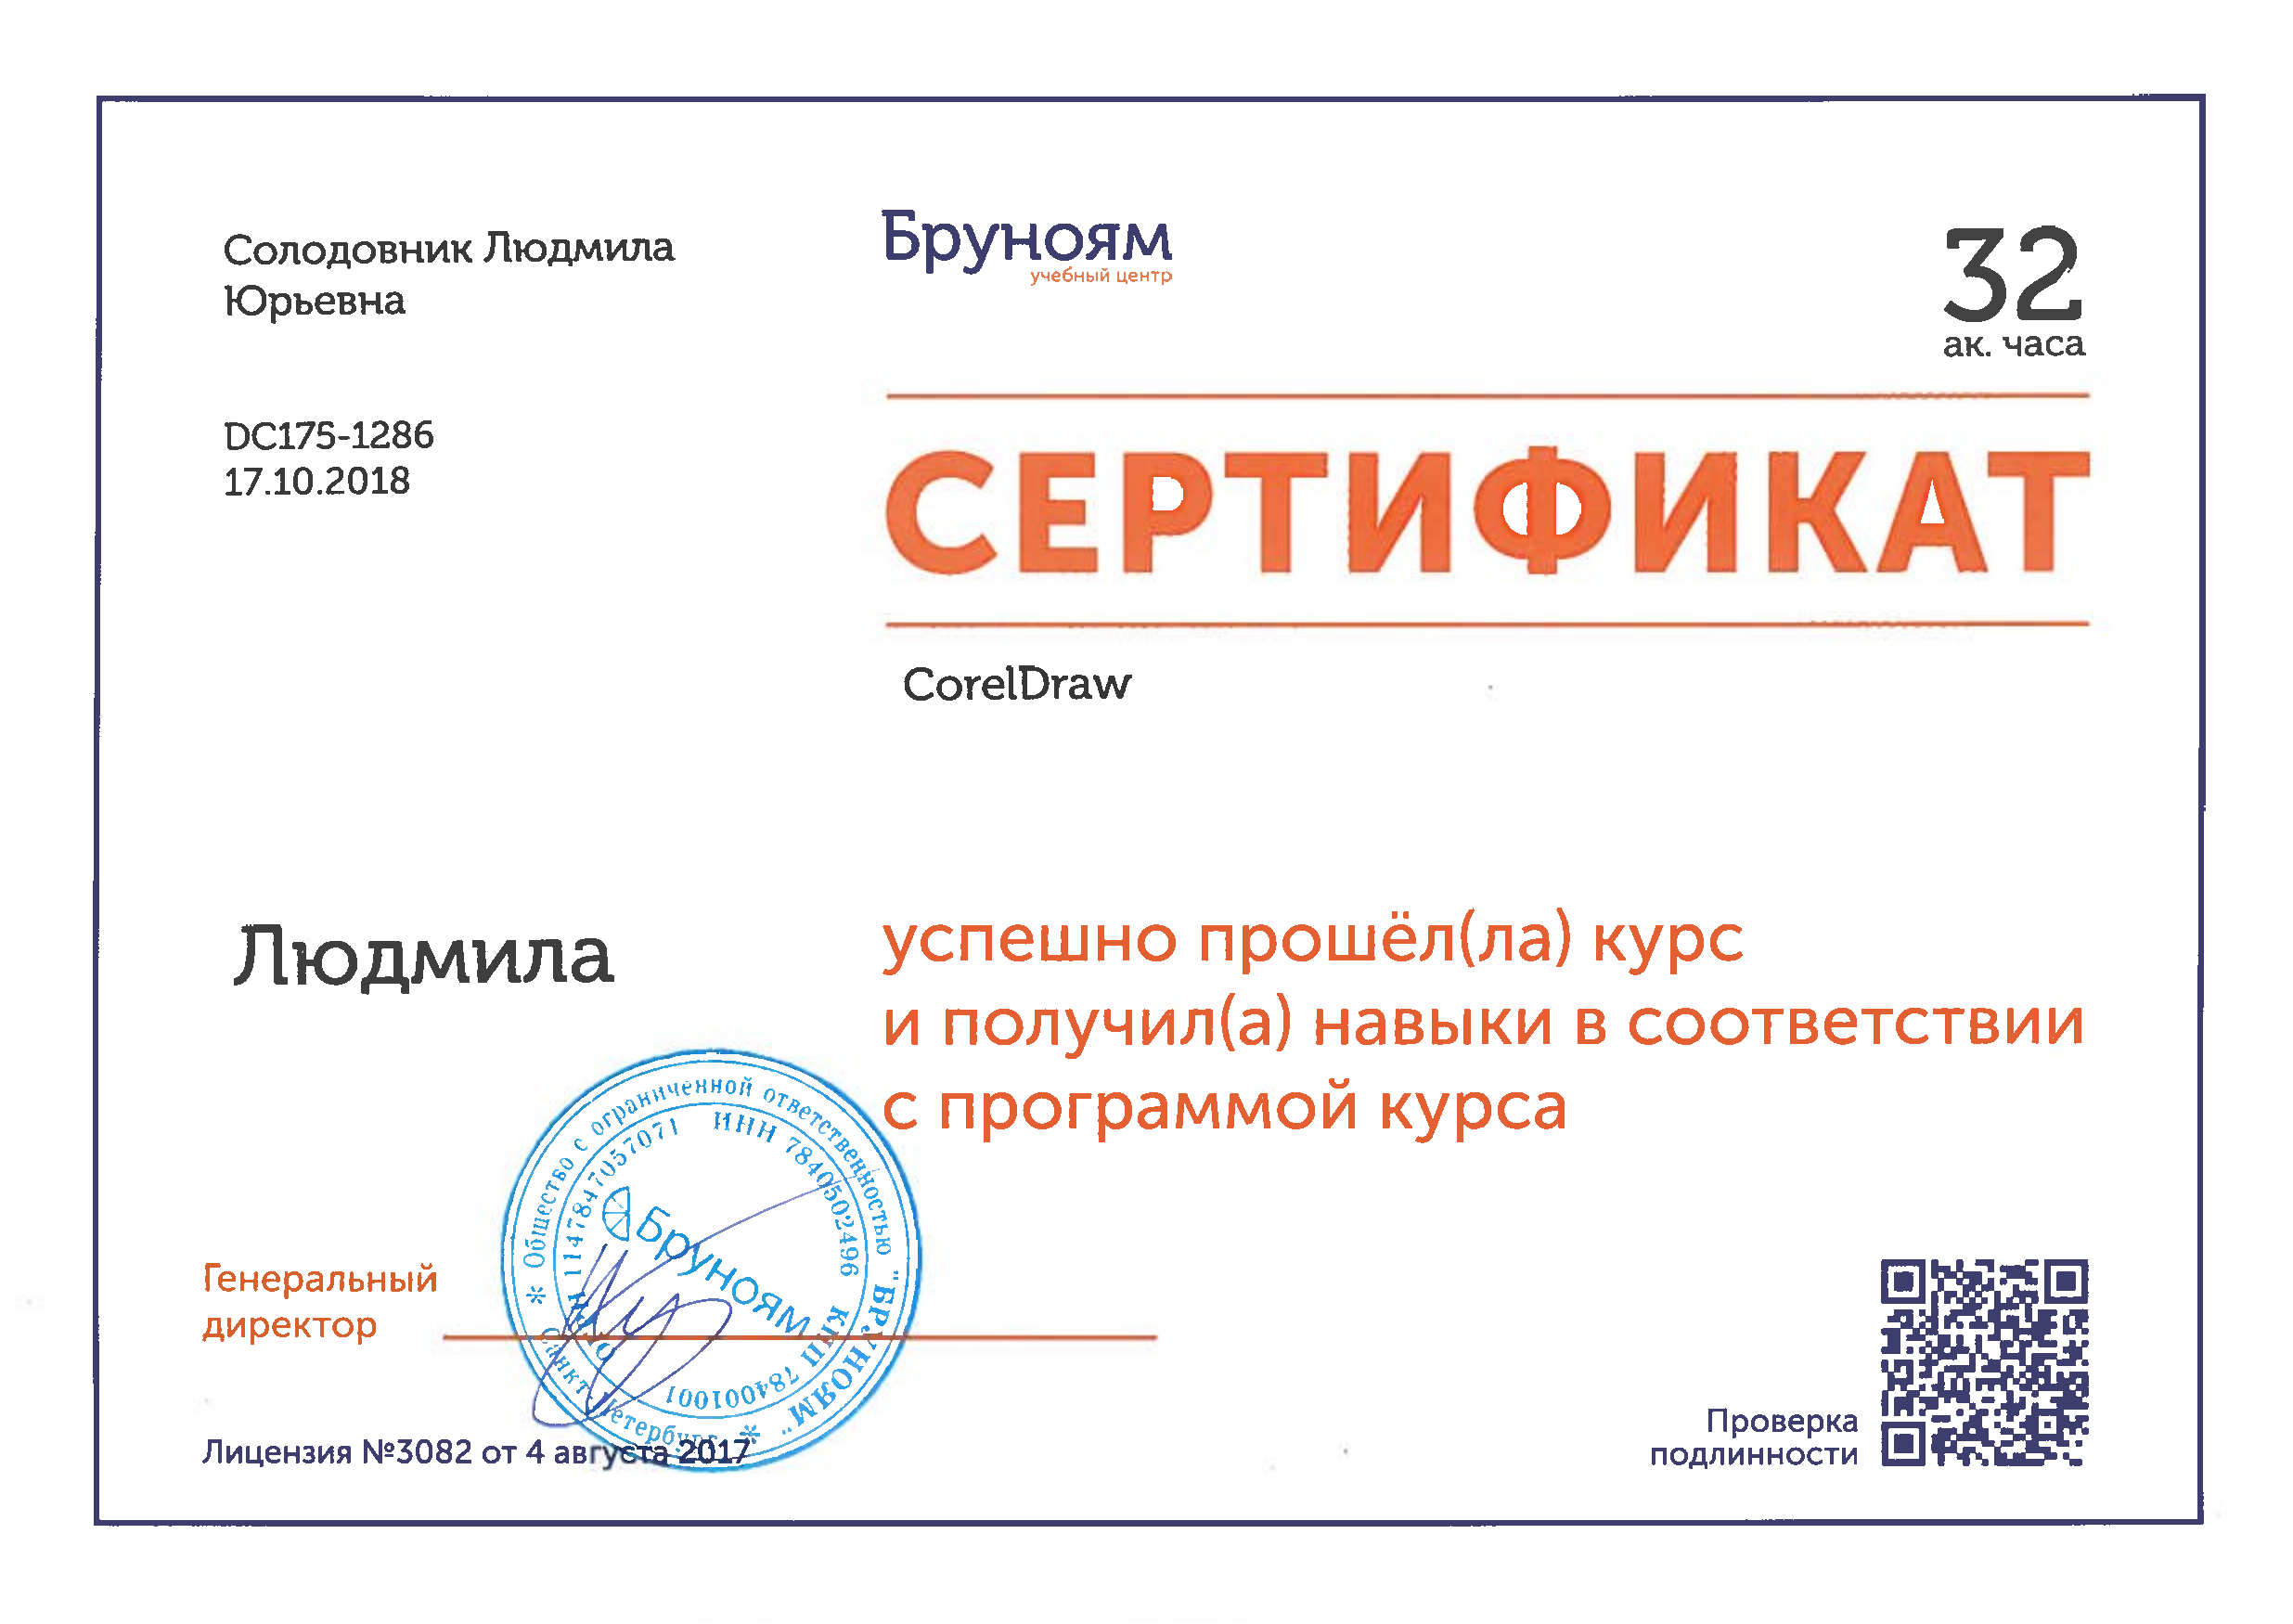 Солодовник Людмила
Юрьевна
DC175-1286
17.10.2018
Бруноям
учебный центр
32
ак. часа
СЕРТИФИКАТ
CorelDraw
Людмила
успешно прошёл(ла) курс
и получил(а) навыки в соответствии
с программой курса
Генеральный
директор
* Общество с ограниченной ответственностью "БРУНОЯМ" *
Санкт-Петербург
ОГРН 1147847057071 ИНН 7840502496 КПП 784001001
Бруноям
Лицензия №3082 от 4 августа 2017
Проверка
подлинности